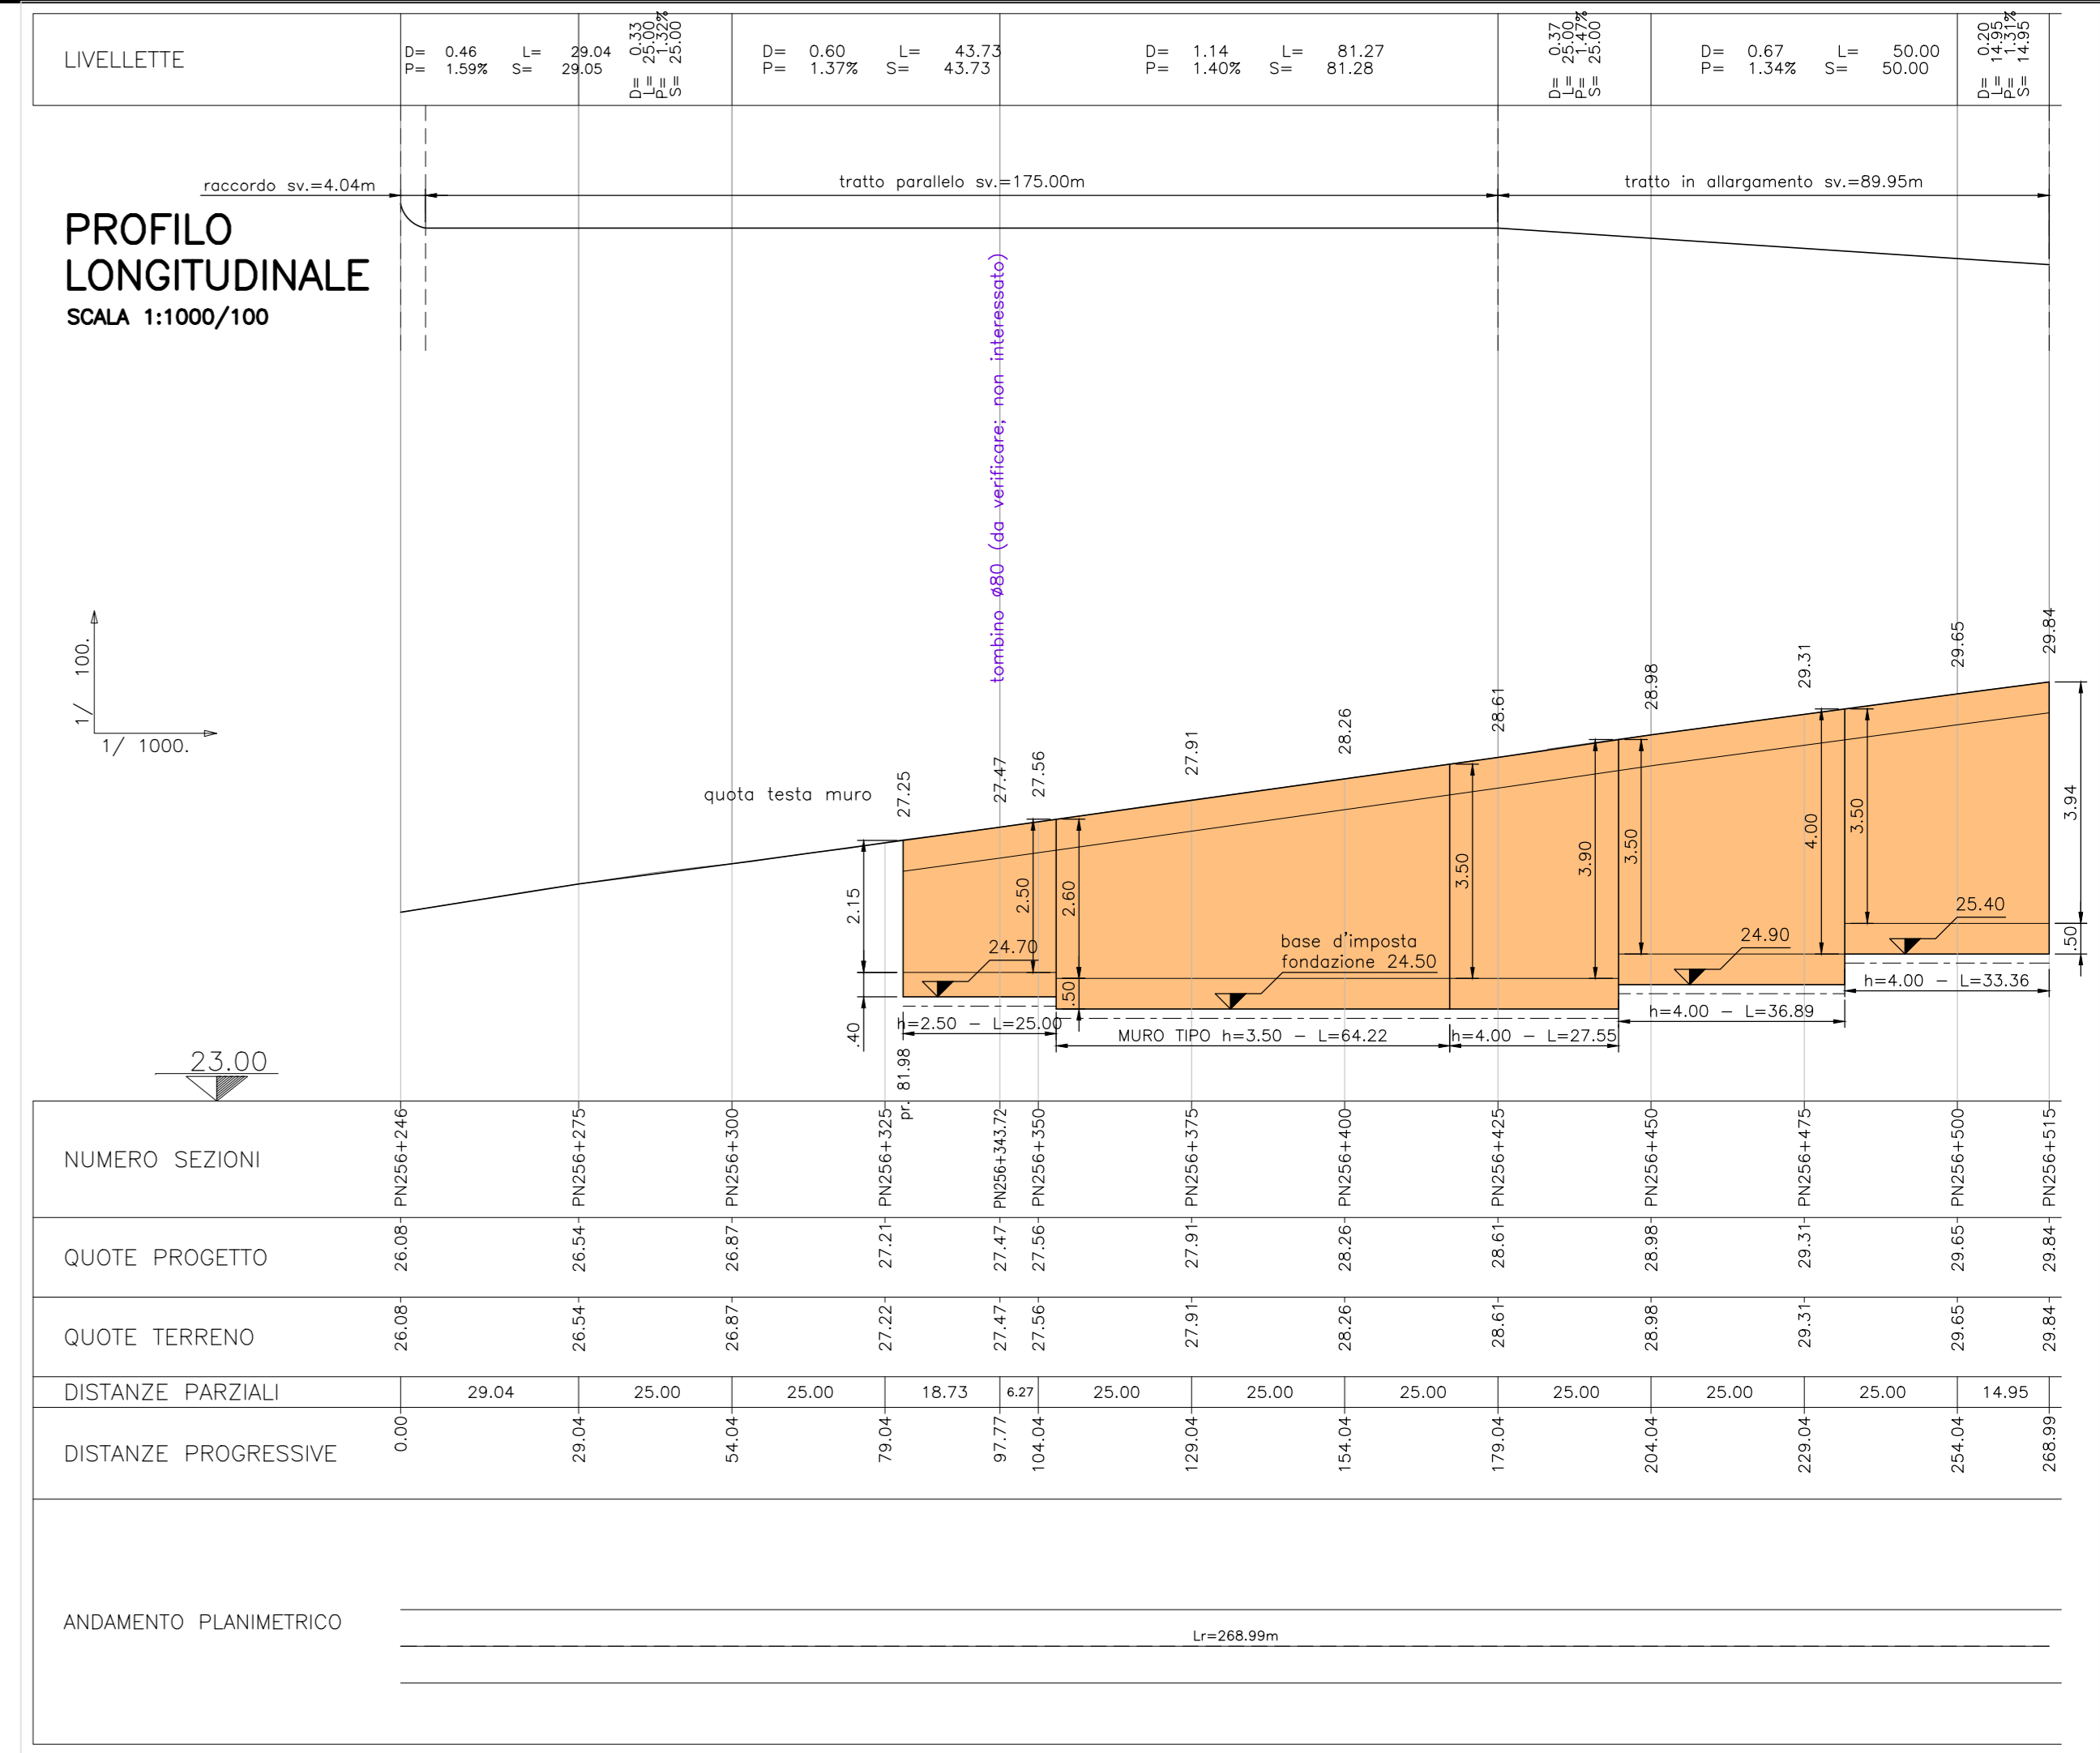 LIVELLETTE
D= 0.46 L= 29.04
P= 1.59% S= 29.05
D= 0.33
L= 25.00
P= 1.32%
S= 25.00
D= 0.60 L= 43.73
P= 1.37% S= 43.73
D= 1.14 L= 81.27
P= 1.40% S= 81.28
D= 0.37
L= 25.00
P= 1.47%
S= 25.00
D= 0.67 L= 50.00
P= 1.34% S= 50.00
D= 0.20
L= 14.95
P= 1.31%
S= 14.95
raccordo sv.=4.04m
tratto parallelo sv.=175.00m
tratto in allargamento sv.=89.95m
PROFILO
LONGITUDINALE
SCALA 1:1000/100
tombino ø80 (da verificare; non interessato)
1/ 100.
1/ 1000.
quota testa muro
27.25
27.47
27.56
27.91
28.26
28.61
28.98
29.31
29.65
29.84
2.15
.40
2.50
2.60
.50
3.50
3.90
3.50
4.00
3.50
3.94
.50
24.70
base d'imposta
fondazione 24.50
24.90
25.40
h=2.50 – L=25.00
MURO TIPO h=3.50 – L=64.22
h=4.00 – L=27.55
h=4.00 – L=36.89
h=4.00 – L=33.36
pr. 81.98
23.00
NUMERO SEZIONI
PN256+246
PN256+275
PN256+300
PN256+325
PN256+343.72
PN256+350
PN256+375
PN256+400
PN256+425
PN256+450
PN256+475
PN256+500
PN256+515
QUOTE PROGETTO
26.08
26.54
26.87
27.21
27.47
27.56
27.91
28.26
28.61
28.98
29.31
29.65
29.84
QUOTE TERRENO
26.08
26.54
26.87
27.22
27.47
27.56
27.91
28.26
28.61
28.98
29.31
29.65
29.84
DISTANZE PARZIALI 29.04 25.00 25.00 18.73 6.27 25.00 25.00 25.00 25.00 25.00 25.00 14.95
DISTANZE PROGRESSIVE
0.00
29.04
54.04
79.04
97.77
104.04
129.04
154.04
179.04
204.04
229.04
254.04
268.99
ANDAMENTO PLANIMETRICO
Lr=268.99m